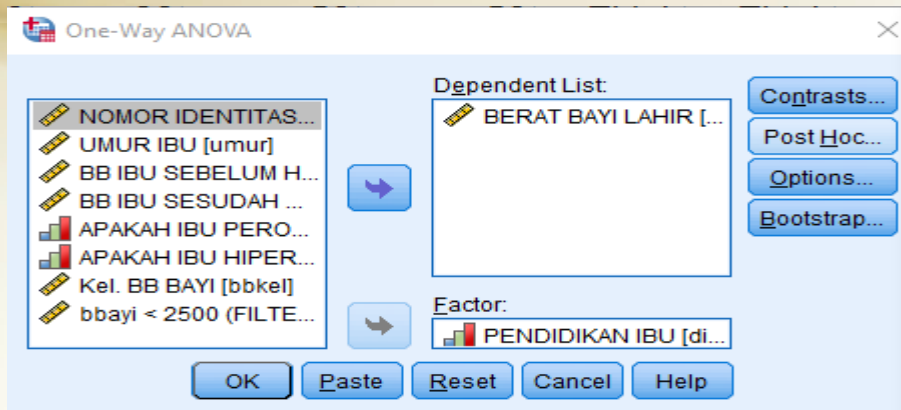 One-Way ANOVA
NOMOR IDENTITAS...
UMUR IBU [umur]
BB IBU SEBELUM H...
BB IBU SESUDAH ...
APAKAH IBU PERO...
APAKAH IBU HIPER...
Kel. BB BAYI [bbkel]
bbayi < 2500 (FILTE...
Dependent List:
BERAT BAYI LAHIR [...
Factor:
PENDIDIKAN IBU [di...
Contrasts...
Post Hoc...
Options...
Bootstrap...
OK Paste Reset Cancel Help